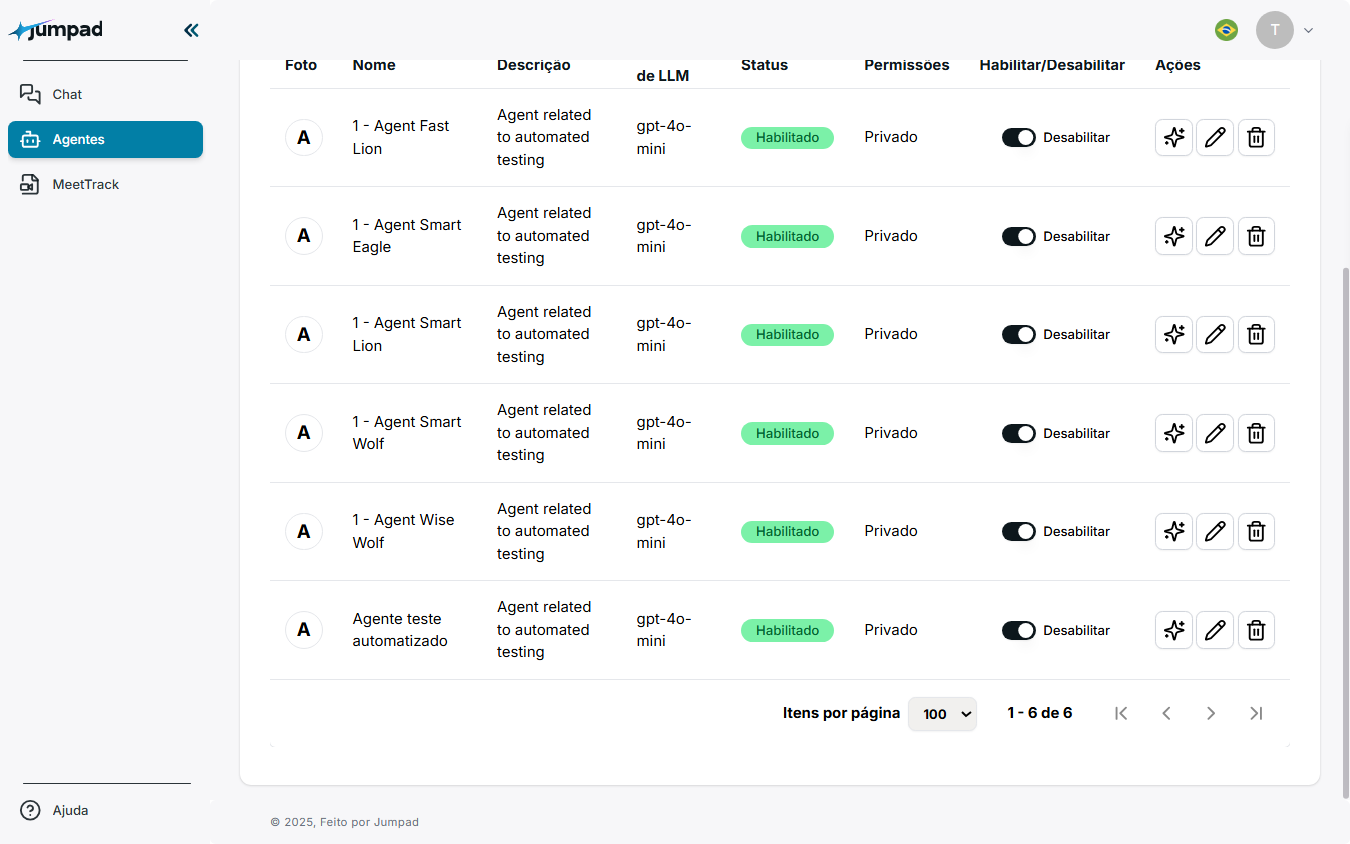 jumpad
T
Chat
Agentes
MeetTrack
Foto Nome Descrição de LLM Status Permissões Habilitar/Desabilitar Ações
A
1 - Agent Fast
Lion
Agent related
to automated
testing
gpt-4o-
mini
Habilitado
Privado
Desabilitar
A
1 - Agent Smart
Eagle
Agent related
to automated
testing
gpt-4o-
mini
Habilitado
Privado
Desabilitar
A
1 - Agent Smart
Lion
Agent related
to automated
testing
gpt-4o-
mini
Habilitado
Privado
Desabilitar
A
1 - Agent Smart
Wolf
Agent related
to automated
testing
gpt-4o-
mini
Habilitado
Privado
Desabilitar
A
1 - Agent Wise
Wolf
Agent related
to automated
testing
gpt-4o-
mini
Habilitado
Privado
Desabilitar
A
Agente teste
automatizado
Agent related
to automated
testing
gpt-4o-
mini
Habilitado
Privado
Desabilitar
Itens por página 100 1 - 6 de 6
Ajuda
© 2025, Feito por Jumpad